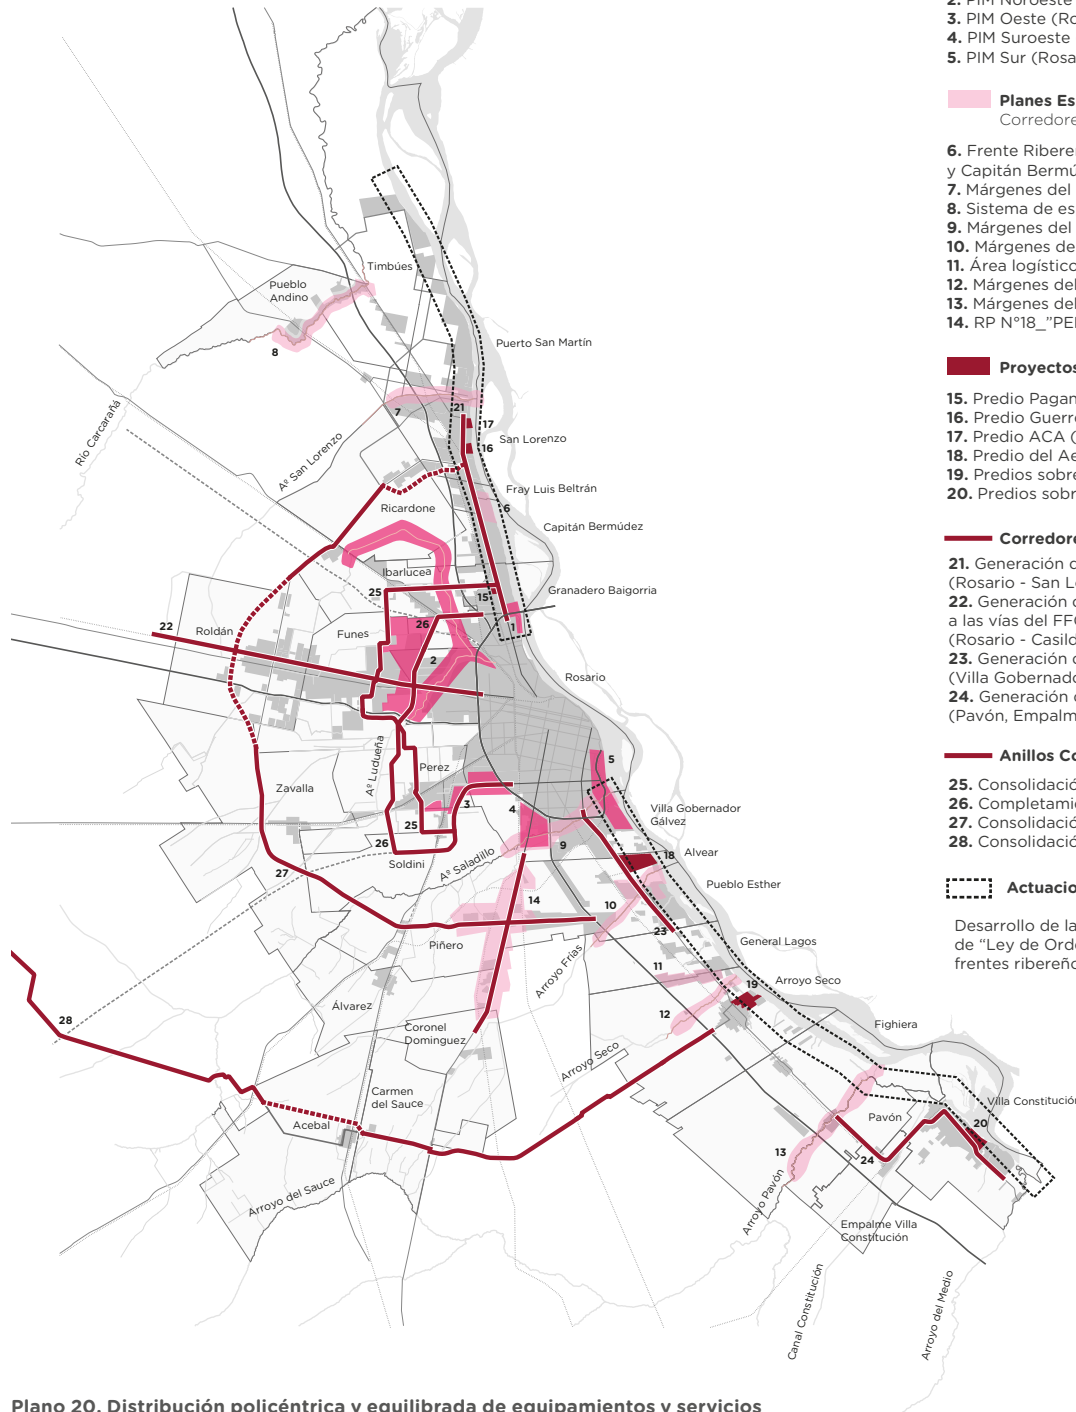 2. PIM Noroeste
3. PIM Oeste (Ro
4. PIM Suroeste
5. PIM Sur (Rosa
Planes Es
Corredore
6. Frente Ribere
y Capitán Bermú
7. Márgenes del
8. Sistema de es
9. Márgenes del
10. Márgenes de
11. Área logístico
12. Márgenes del
13. Márgenes del
14. RP N°18_"PE
Proyectos
15. Predio Pagan
16. Predio Guerr
17. Predio ACA (
18. Predio del Ae
19. Predios sobre
20. Predios sobr
Corredore
21. Generación d
(Rosario - San Lo
22. Generación d
a las vías del FFC
(Rosario - Casild
23. Generación d
(Villa Gobernado
24. Generación d
(Pavón, Empalm
Anillos Co
25. Consolidació
26. Completamie
27. Consolidació
28. Consolidació
Actuacio
Desarrollo de la
de “Ley de Orde
frentes ribereño
Timbúes
Pueblo
Andino
8
Puerto San Martín
Río Carcarañá
7
21
17
San Lorenzo
16
Aº San Lorenzo
Fray Luis Beltrán
6
Ricardone
Capitán Bermúdez
Ibarlucea
25
15
Granadero Baigorria
22
Roldán
Funes
26
1
2
Rosario
Aº Ludueña
Perez
5
Zavalla
3
4
Villa Gobernador
Gálvez
25
26
Soldini
9
18
Alvear
Aº Saladillo
27
Pueblo Esther
14
10
23
Piñero
General Lagos
Arroyo Frías
11
19
Arroyo Seco
Álvarez
12
28
Coronel
Dominguez
Fighiera
Arroyo Seco
Carmen
del Sauce
Villa Constitución
Acebal
Pavón
20
13
24
Arroyo del Sauce
Arroyo Pavón
Empalme Villa
Constitución
Canal Constitución
Arroyo del Medio
Plano 20. Distribución policéntrica y equilibrada de equipamientos y servicios